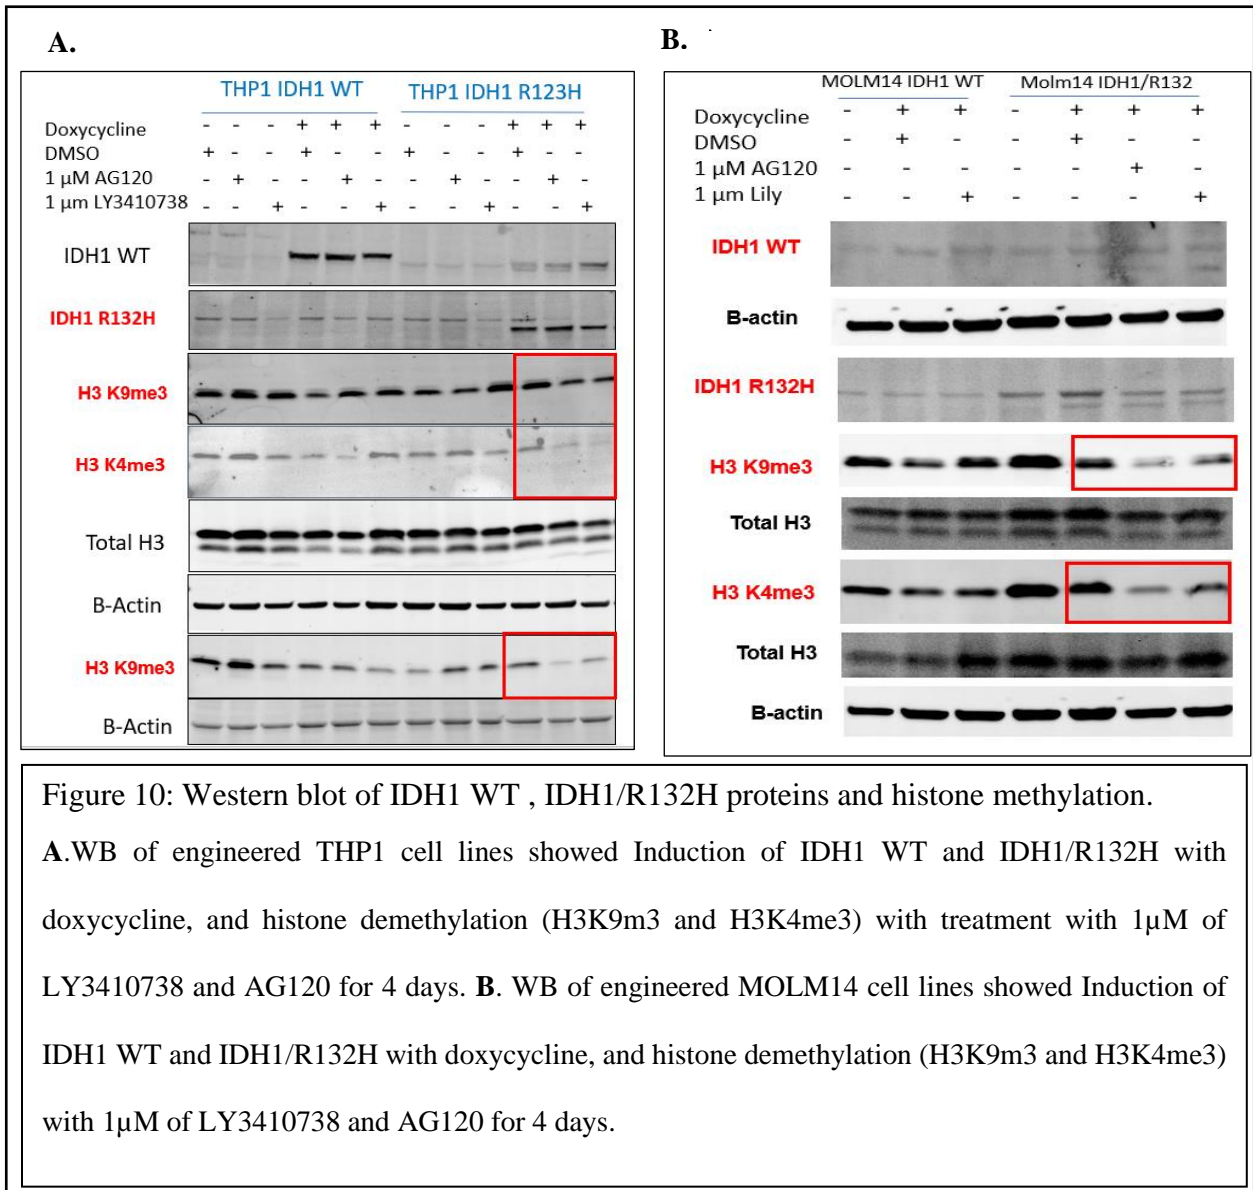 A.
THP1 IDH1 WT THP1 IDH1 R123H
Doxycycline - - - + + + - - - + + +
DMSO + - - + - - + - - + - -
1 µM AG120 - + - - + - - + - - + -
1 µm LY3410738 - - + - - + - - + - - +
IDH1 WT
IDH1 R132H
H3 K9me3
H3 K4me3
Total H3
B-Actin
H3 K9me3
B-Actin
B.
MOLM14 IDH1 WT Molm14 IDH1/R132
Doxycycline - + + - + + +
DMSO - + - - + - -
1 µM AG120 - - - - - + -
1 µm Lily - - + - - - +
IDH1 WT
B-actin
IDH1 R132H
H3 K9me3
Total H3
H3 K4me3
Total H3
B-actin
Figure 10: Western blot of IDH1 WT , IDH1/R132H proteins and histone methylation.
A.WB of engineered THP1 cell lines showed Induction of IDH1 WT and IDH1/R132H with
doxycycline, and histone demethylation (H3K9m3 and H3K4me3) with treatment with 1µM of
LY3410738 and AG120 for 4 days. B. WB of engineered MOLM14 cell lines showed Induction of
IDH1 WT and IDH1/R132H with doxycycline, and histone demethylation (H3K9m3 and H3K4me3)
with 1µM of LY3410738 and AG120 for 4 days.